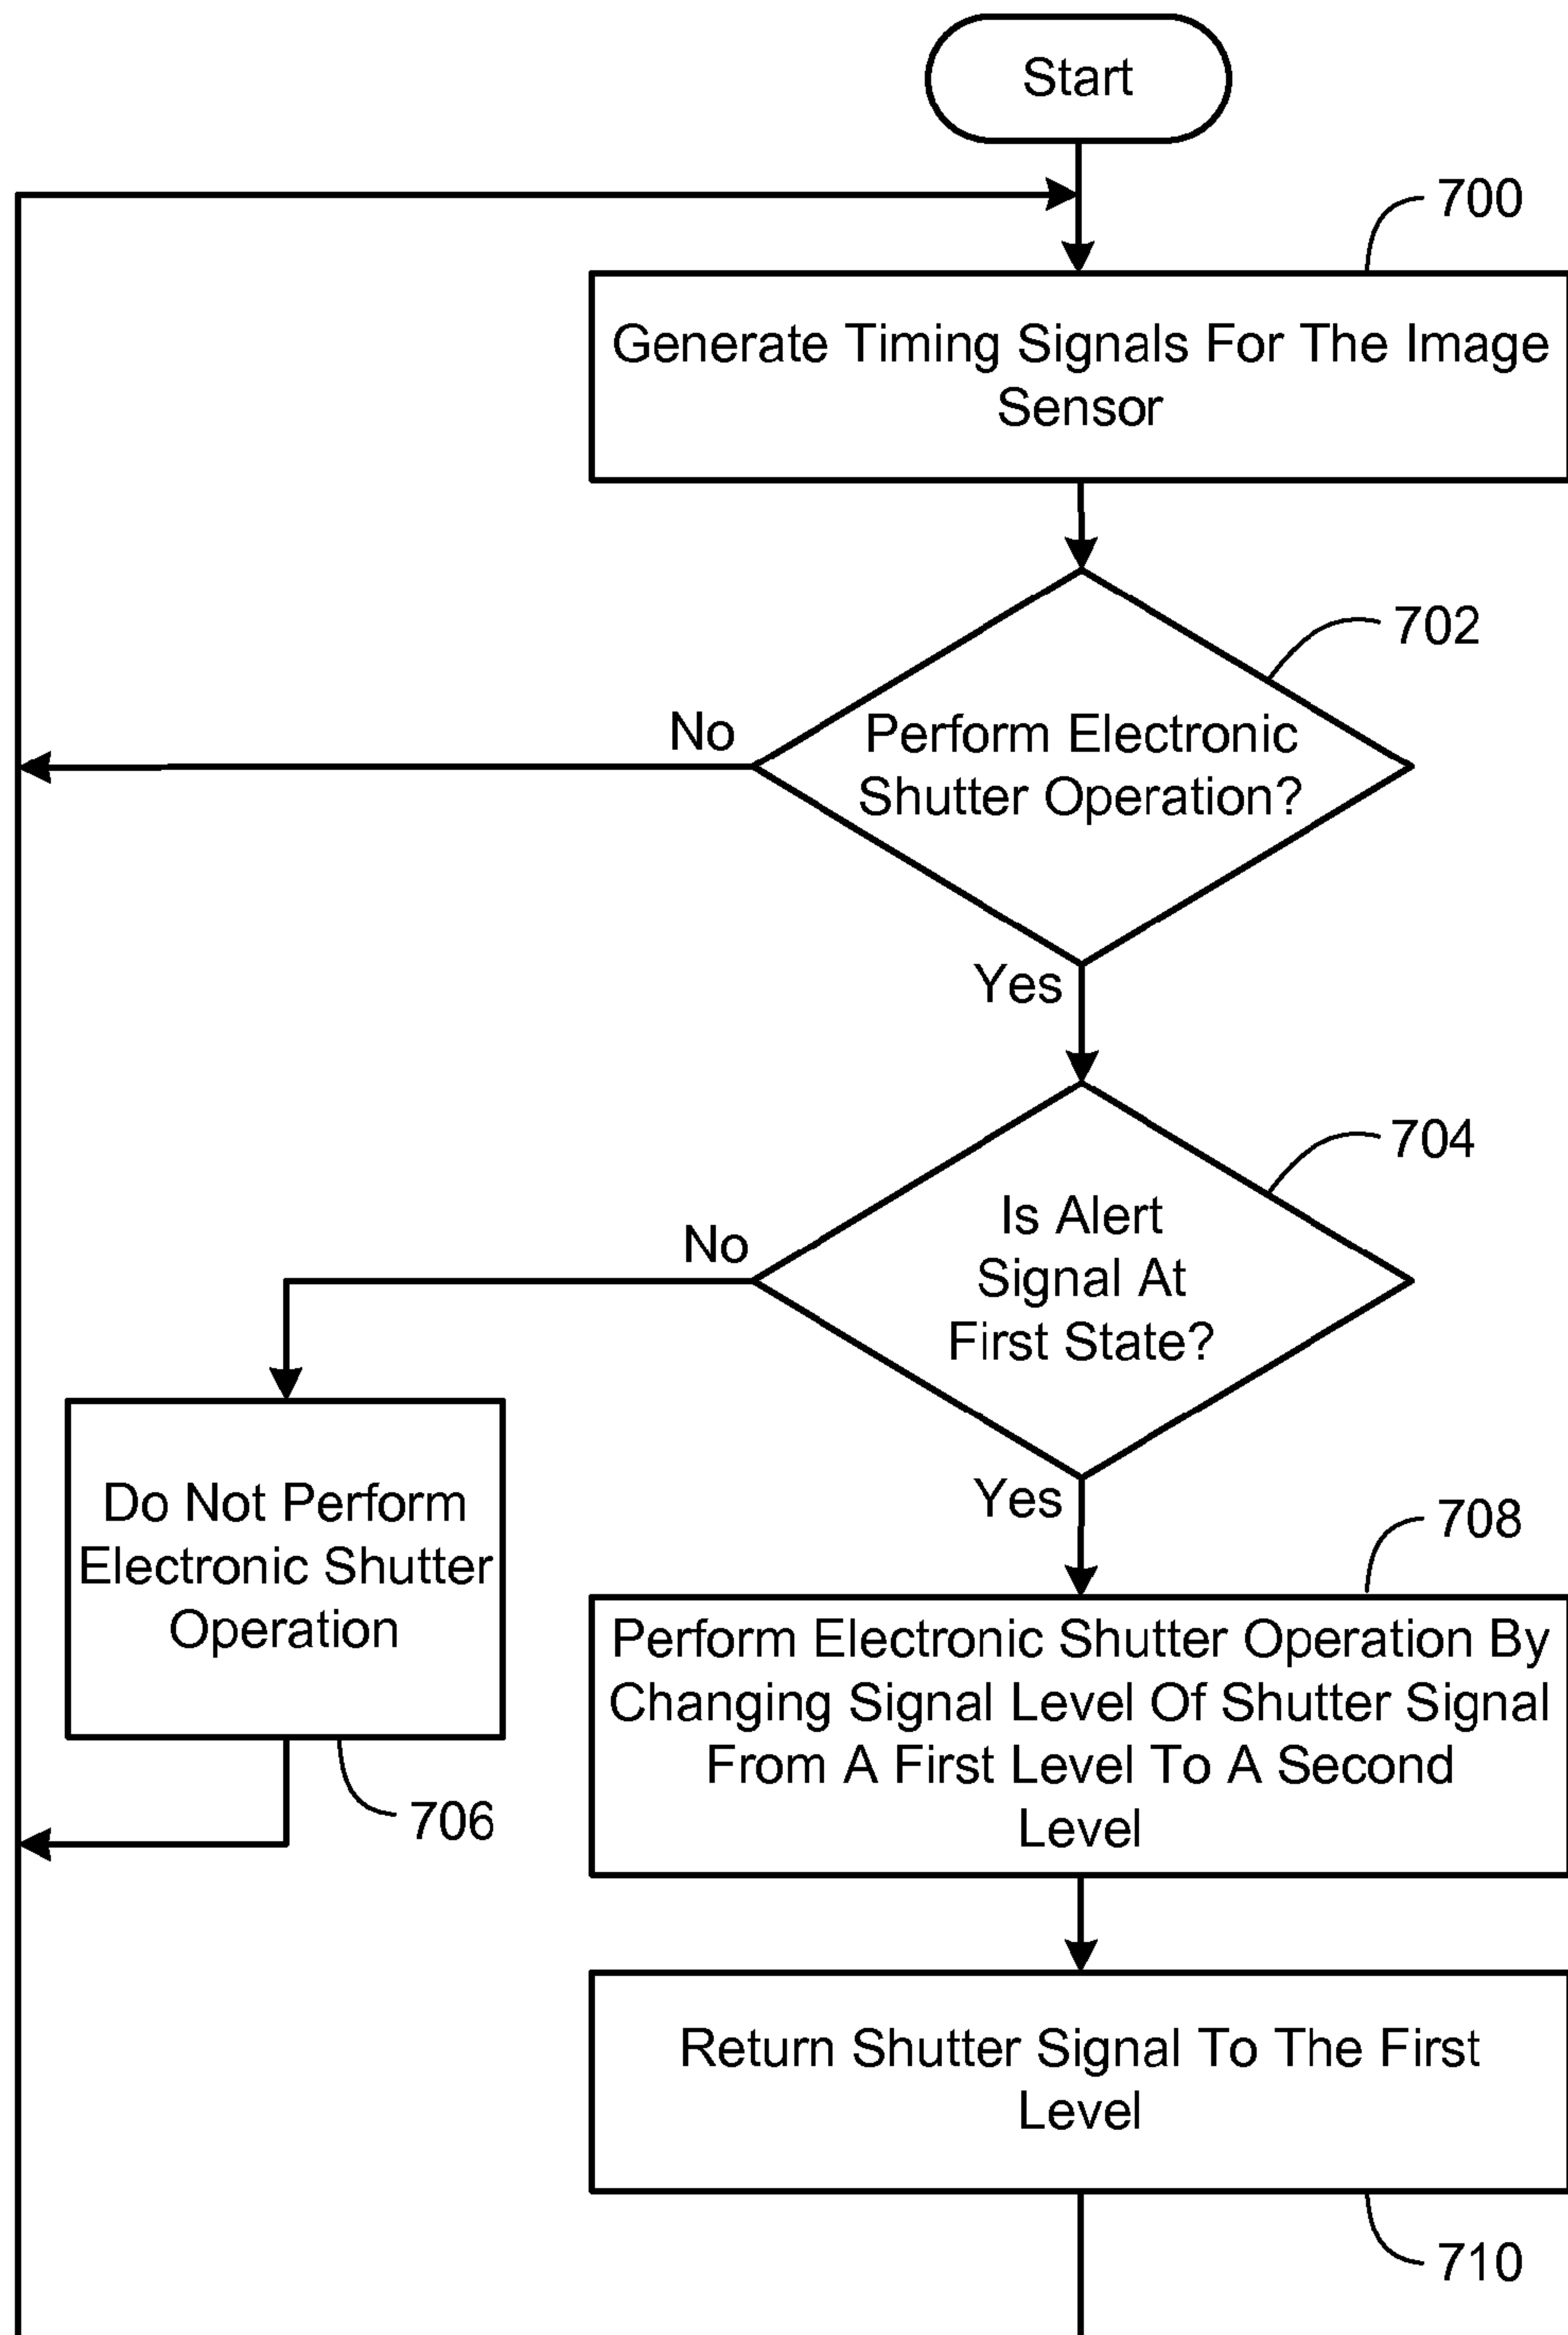 Start
700
Generate Timing Signals For The Image
Sensor
702
Perform Electronic
Shutter Operation?
No
Yes
704
Is Alert
Signal At
First State?
No
Yes
Do Not Perform
Electronic Shutter
Operation
706
708
Perform Electronic Shutter Operation By
Changing Signal Level Of Shutter Signal
From A First Level To A Second
Level
Return Shutter Signal To The First
Level
710